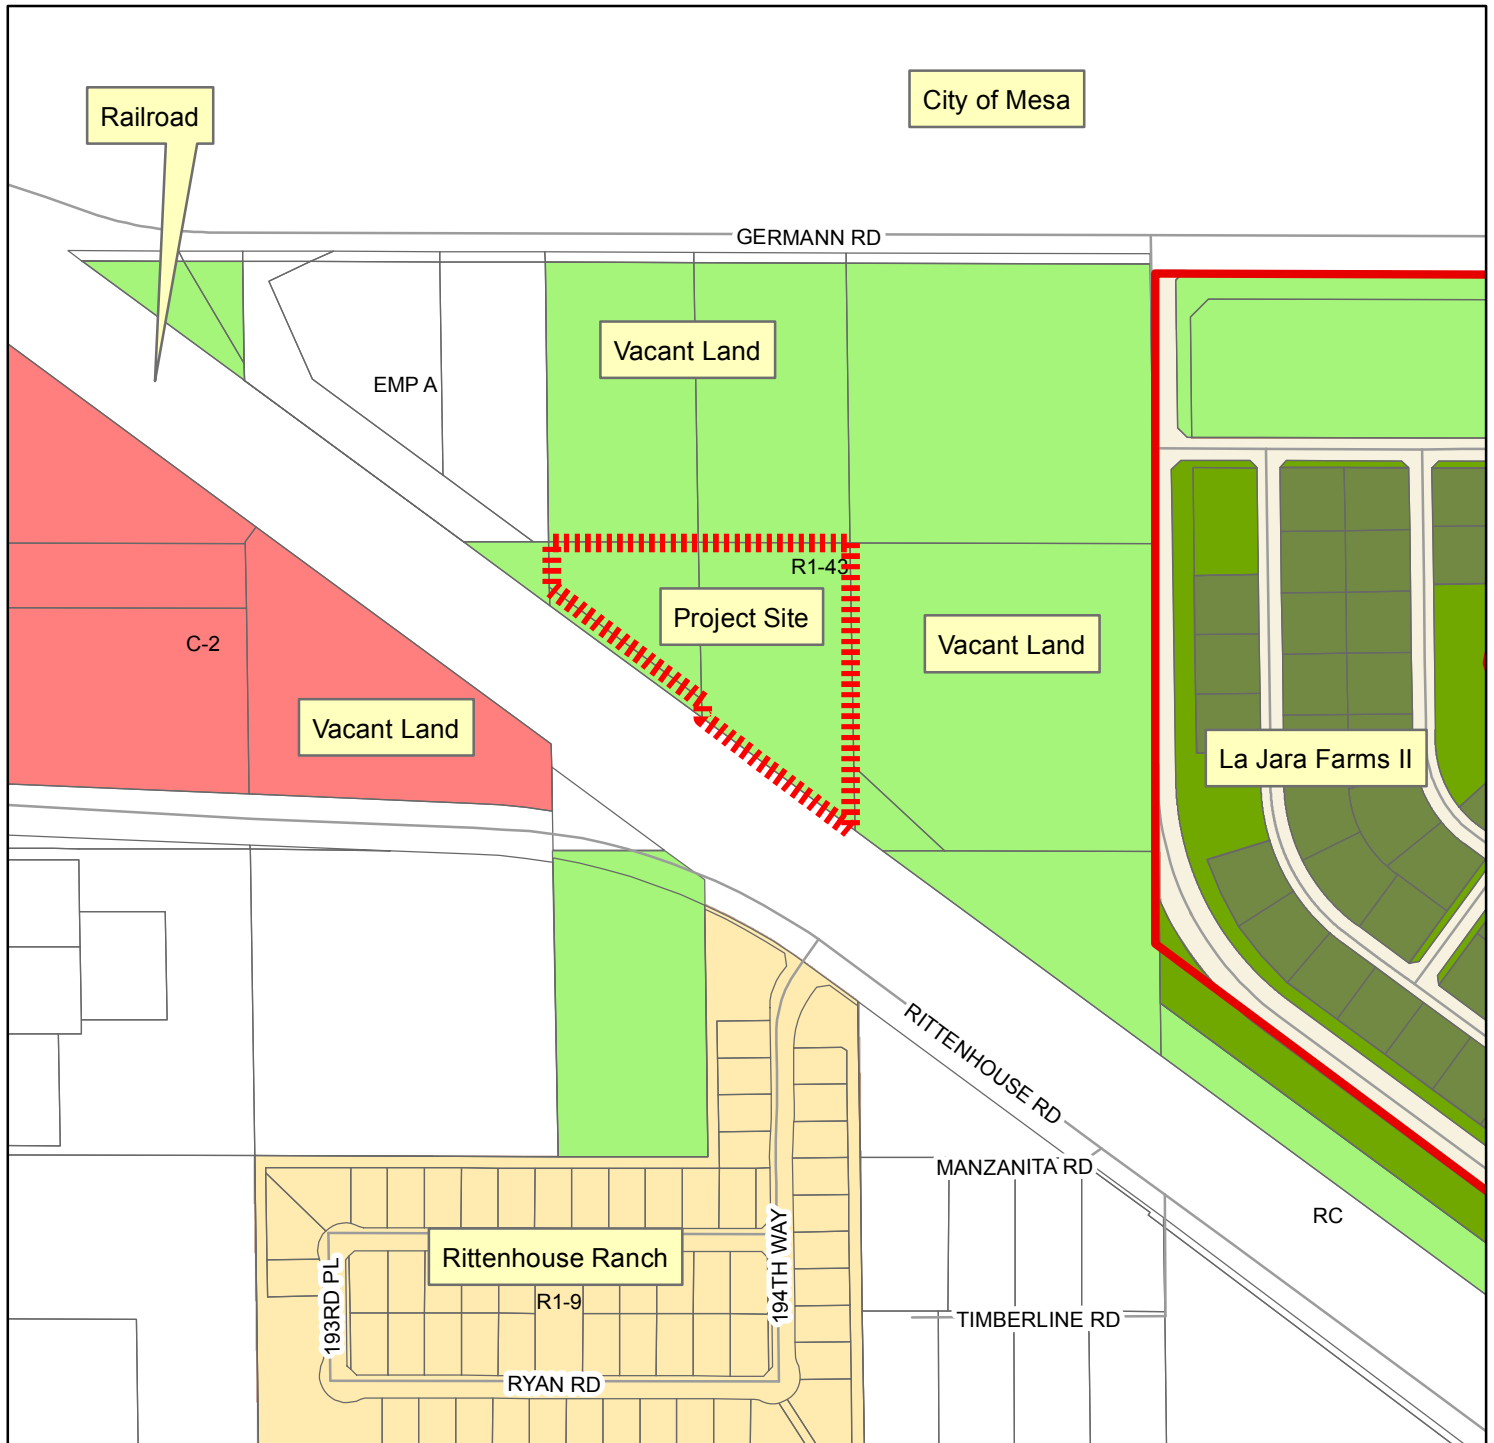 City of Mesa
Railroad
GERMANN RD
Vacant Land
EMP A
R1-43
Project Site
C-2
Vacant Land
Vacant Land
La Jara Farms II
RITTENHOUSE RD
MANZANITA RD
RC
Rittenhouse Ranch
R1-9
193RD PL
194TH WAY
TIMBERLINE RD
RYAN RD